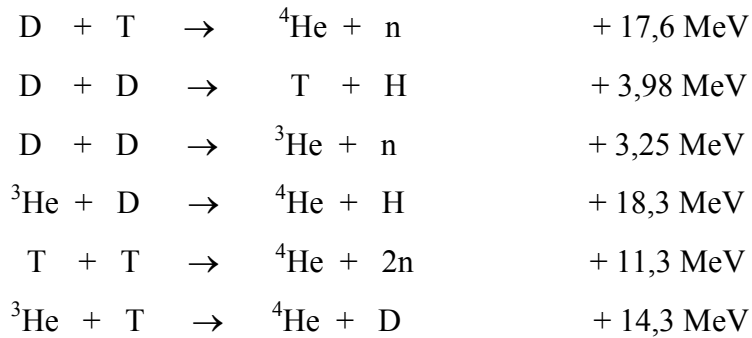 D + T → ⁴He + n + 17,6 MeV
D + D → T + H + 3,98 MeV
D + D → ³He + n + 3,25 MeV
³He + D → ⁴He + H + 18,3 MeV
T + T → ⁴He + 2n + 11,3 MeV
³He + T → ⁴He + D + 14,3 MeV